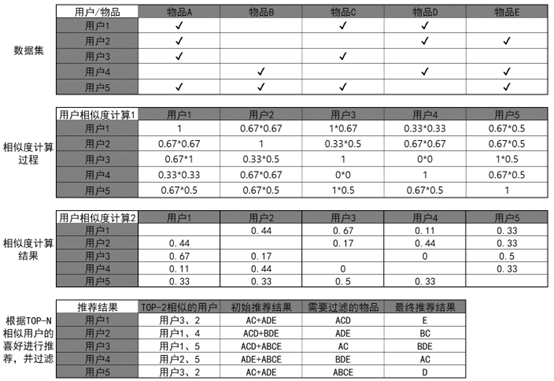 用户/物品 物品A 物品B 物品C 物品D 物品E
用户1 ✓ ✓ ✓
用户2 ✓ ✓ ✓
数据集 用户3 ✓ ✓
用户4 ✓ ✓ ✓
用户5 ✓ ✓ ✓ ✓
用户相似度计算1 用户1 用户2 用户3 用户4 用户5
用户1 1 0.67*0.67 1*0.67 0.33*0.33 0.67*0.5
相似度计算 用户2 0.67*0.67 1 0.33*0.5 0.67*0.67 0.67*0.5
过程 用户3 0.67*1 0.33*0.5 1 0*0 1*0.5
用户4 0.33*0.33 0.67*0.67 0*0 1 0.67*0.5
用户5 0.67*0.5 0.67*0.5 1*0.5 0.67*0.5 1
用户相似度计算2 用户1 用户2 用户3 用户4 用户5
用户1 0.44 0.67 0.11 0.33
相似度计算 用户2 0.44 0.17 0.44 0.33
结果 用户3 0.67 0.17 0 0.5
用户4 0.11 0.44 0 0.33
用户5 0.33 0.33 0.5 0.33
推荐结果 TOP-2相似的用户 初始推荐结果 需要过滤的物品 最终推荐结果
根据TOP-N 用户1 用户3、2 AC+ADE ACD E
相似用户的 用户2 用户1、4 ACD+BDE ADE BC
喜好进行推 用户3 用户1、5 ACD+ABCE AC BDE
荐，并过滤 用户4 用户2、5 ADE+ABCE BDE AC
用户5 用户3、2 AC+ADE ABCE D